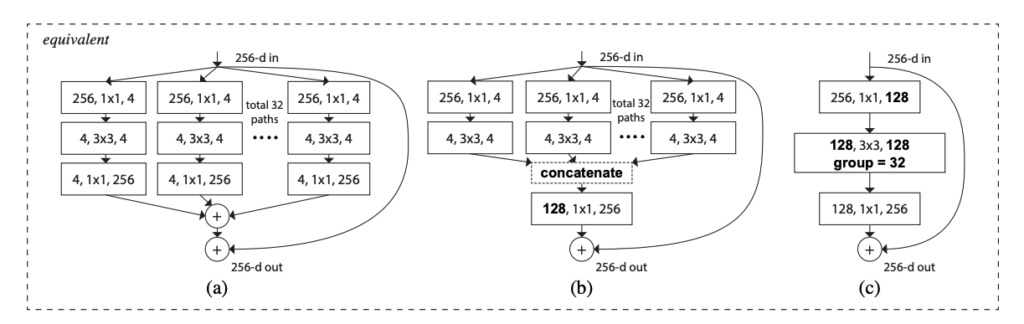 equivalent
256-d in
256, 1x1, 4
256, 1x1, 4
256, 1x1, 4
total 32
paths
4, 3x3, 4
4, 3x3, 4
....
4, 3x3, 4
4, 1x1, 256
4, 1x1, 256
4, 1x1, 256
+
+
256-d out
(a)
256-d in
256, 1x1, 4
256, 1x1, 4
256, 1x1, 4
total 32
paths
4, 3x3, 4
4, 3x3, 4
....
4, 3x3, 4
concatenate
128, 1x1, 256
+
256-d out
(b)
256-d in
256, 1x1, 128
128, 3x3, 128
group = 32
128, 1x1, 256
+
256-d out
(c)